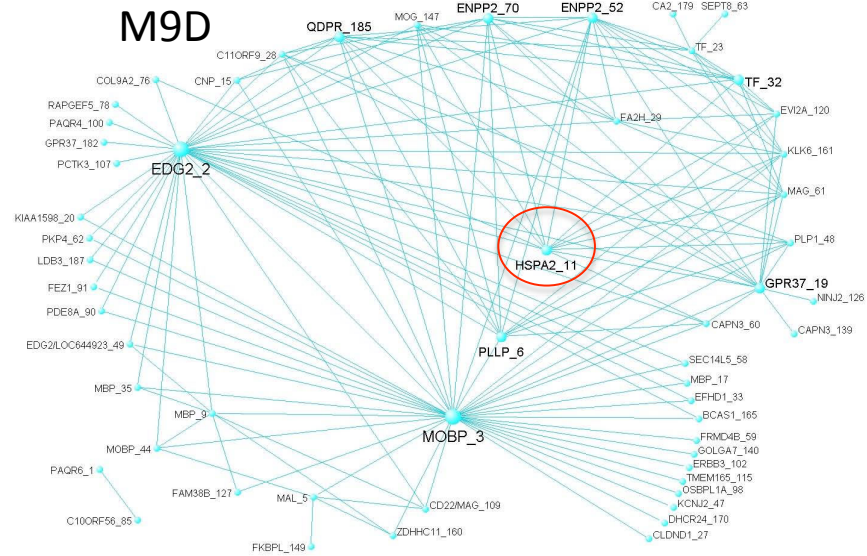 M9D
CA2_179
SEPT8_63
ENPP2_70
ENPP2_52
MOG_147
QDPR_185
C11ORF9_28
TF_23
COL9A2_76
CNP_15
TF_32
RAPGEF5_78
EVI2A_120
FA2H_29
PAQR4_100
GPR37_182
KLK6_161
PCTK3_107
EDG2_2
MAG_61
KIAA1598_20
PKP4_62
PLP1_48
LDB3_187
HSPA2_11
FEZ1_91
GPR37_19
NINJ2_126
PDE8A_90
CAPN3_60
CAPN3_139
EDG2/LOC644923_49
PLLP_6
SEC14L5_58
MBP_35
MBP_17
EFHD1_33
MBP_9
BCAS1_165
MOBP_3
FRMD4B_59
MOBP_44
GOLGA7_140
ERBB3_102
PAQR6_1
TMEM165_115
FAM38B_127
OSBPL1A_98
MAL_5
CD22/MAG_109
KCNJ2_47
C10ORF56_85
DHCR24_170
ZDHHC11_160
CLDND1_27
FKBPL_149